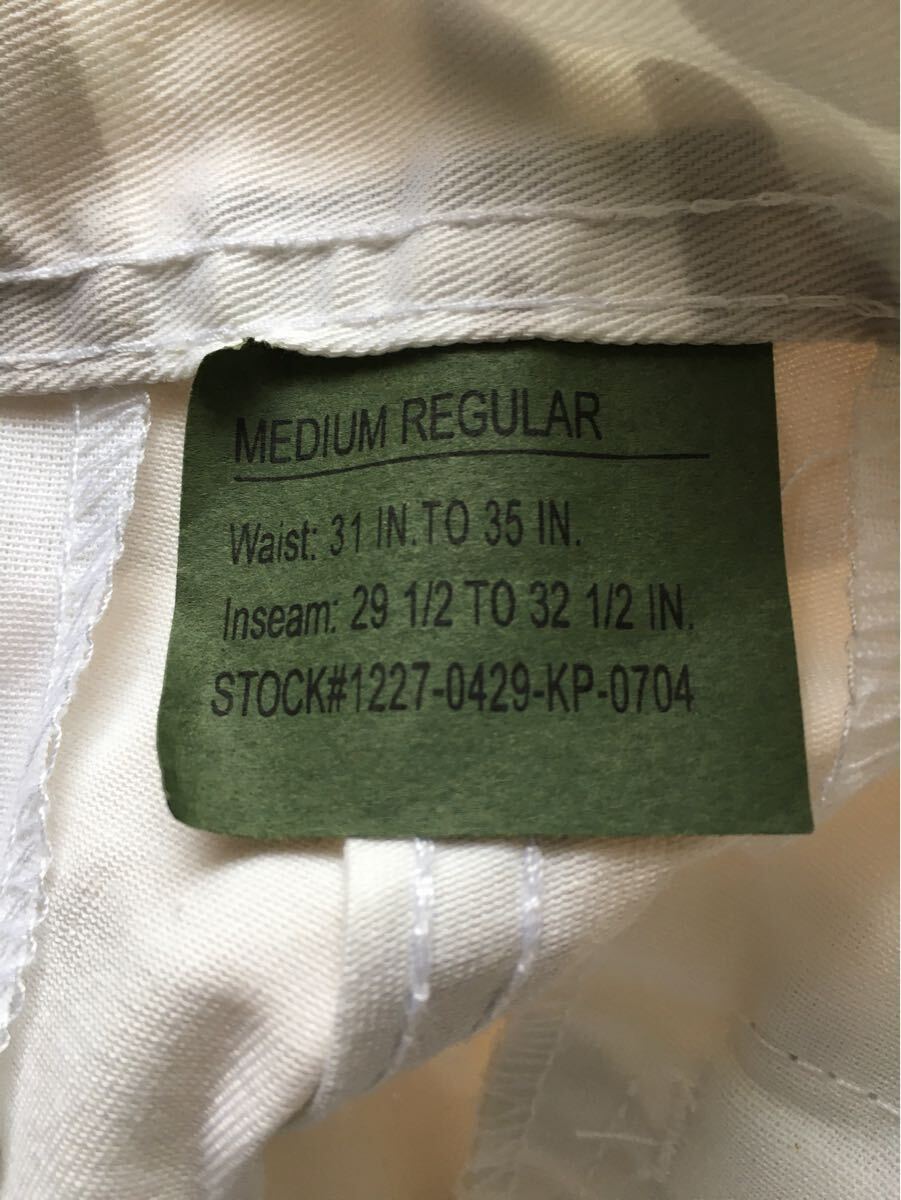 MEDIUM REGULAR
Waist: 31 IN. TO 35 IN.
Inseam: 29 1/2 TO 32 1/2 IN.
STOCK#1227-0429-KP-0704